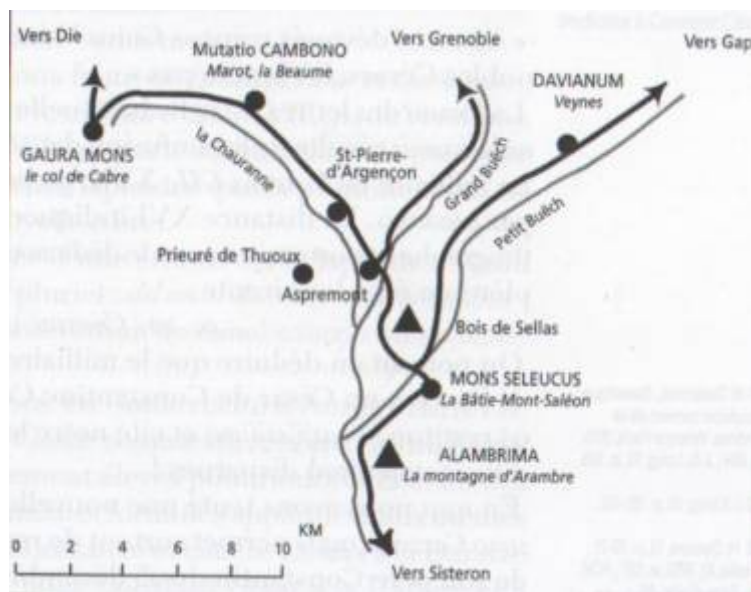 Vers Die
Vers Grenoble
Vers Gap
Mutatio CAMBONO
Marot, la Beaume
DAVIANUM
Veynes
GAURA MONS
le col de Cabre
la Chauranne
St-Pierre-
d'Argençon
Grand Buëch
Petit Buëch
Prieuré de Thuoux
Aspremont
Bois de Sellas
MONS SELEUCUS
La Bâtie-Mont-Saléon
ALAMBRIMA
La montagne d'Arambre
KM
0 2 4 6 8 10
Vers Sisteron